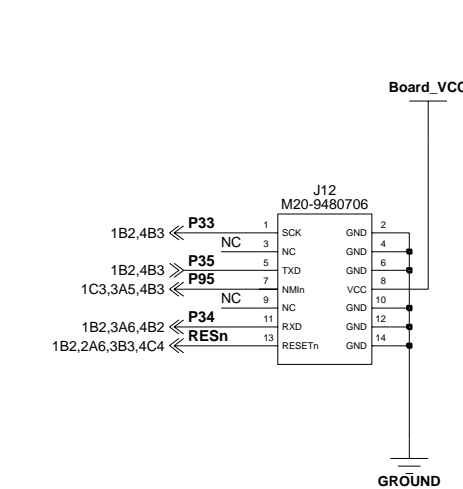 Board_VCC
J12
M20-9480706
1B2,4B3 P33 1 SCK GND 2
NC 3 NC GND 4
1B2,4B3 P35 5 TXD GND 6
1C3,3A5,4B3 P95 7 NMIn VCC 8
NC 9 NC GND 10
1B2,3A6,4B2 P34 11 RXD GND 12
1B2,2A6,3B3,4C4 RESn 13 RESETn GND 14
GROUND